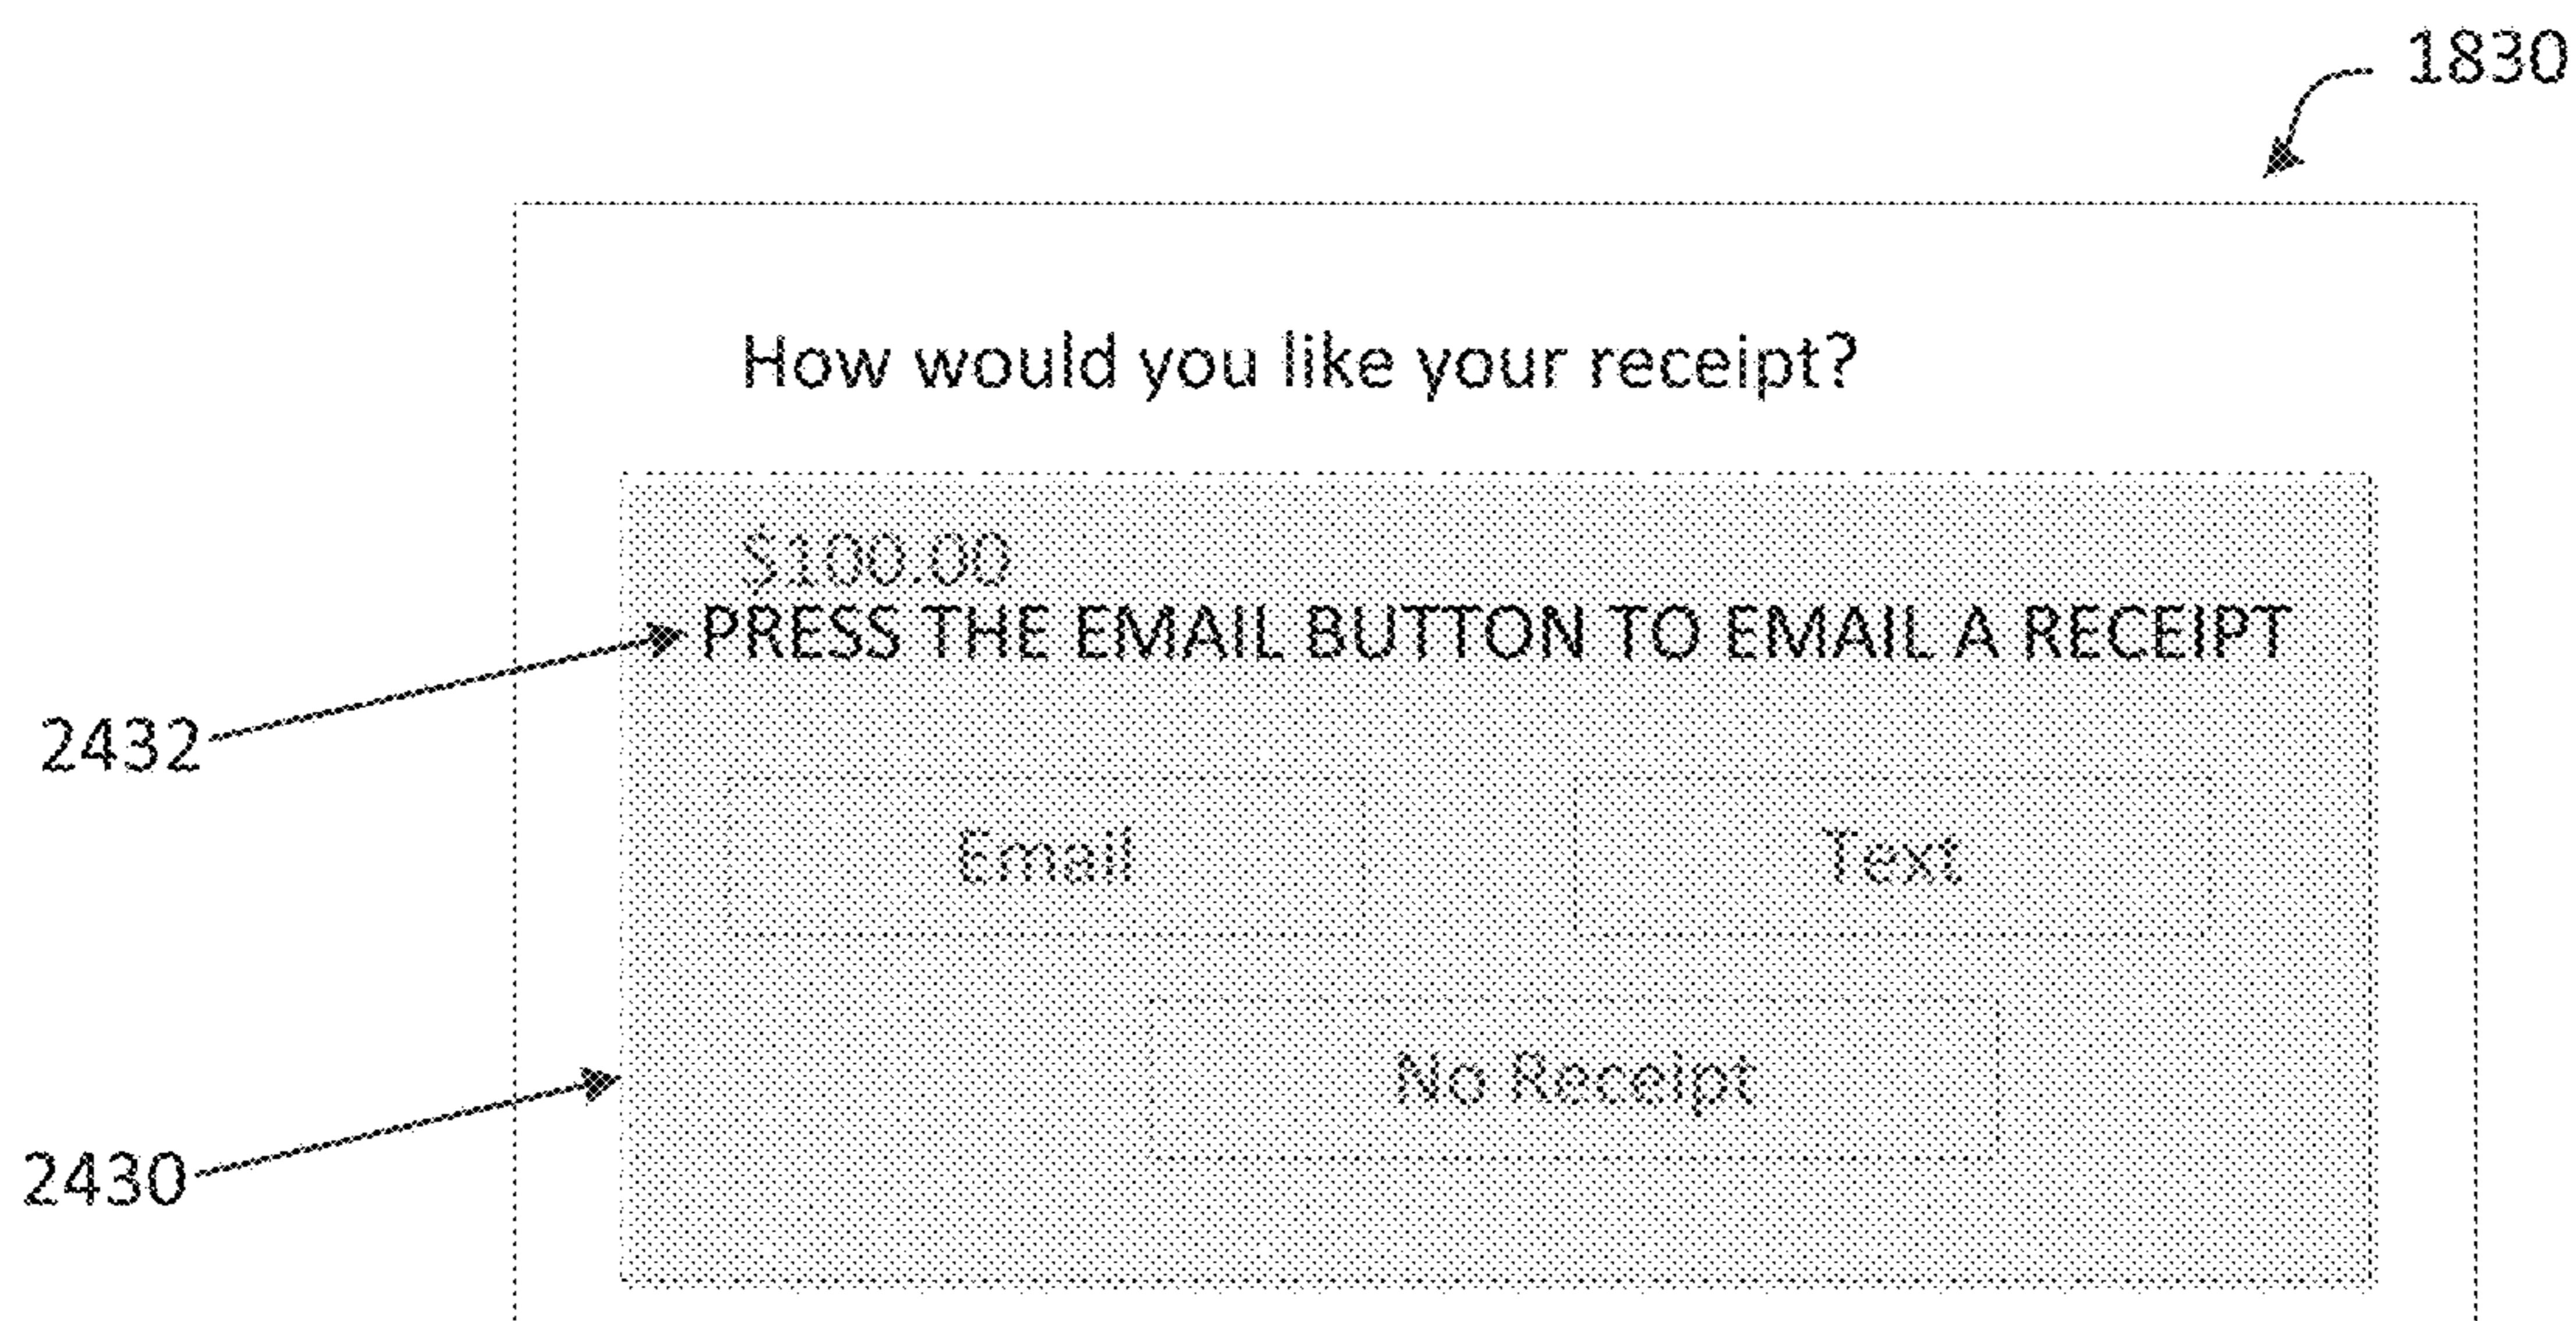 1830
How would you like your receipt?
$100.00
PRESS THE EMAIL BUTTON TO EMAIL A RECEIPT
2432
Email Text
No Receipt
2430